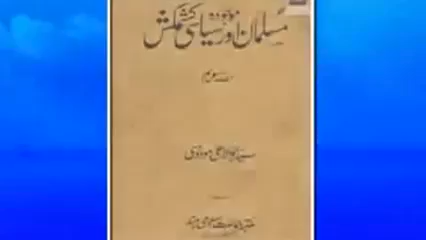 مسلمان اور موجودہ سیاسی کشمکش
حصہ سوم
سید ابوالاعلیٰ مودودی